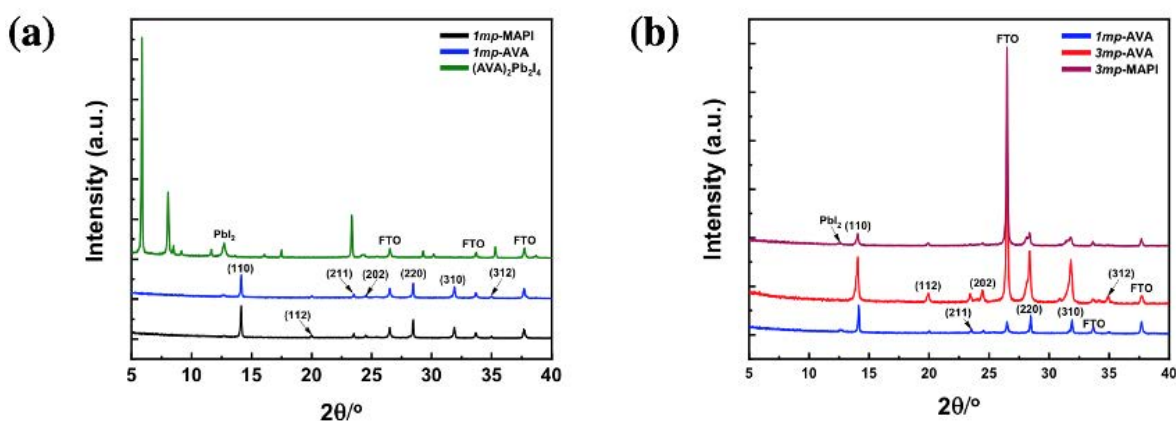 (a)
1mp-MAPI
1mp-AVA
(AVA)₂Pb₂I₄
PbI₂
FTO
FTO
FTO
(110)
(211)
(202)
(220)
(310)
(312)
(112)
5 10 15 20 25 30 35 40
2θ/°
Intensity (a.u.)
(b)
FTO
1mp-AVA
3mp-AVA
3mp-MAPI
PbI₂
(110)
(112)
(202)
(312)
FTO
(211)
(220)
(310)
FTO
5 10 15 20 25 30 35 40
2θ/°
Intensity (a.u.)